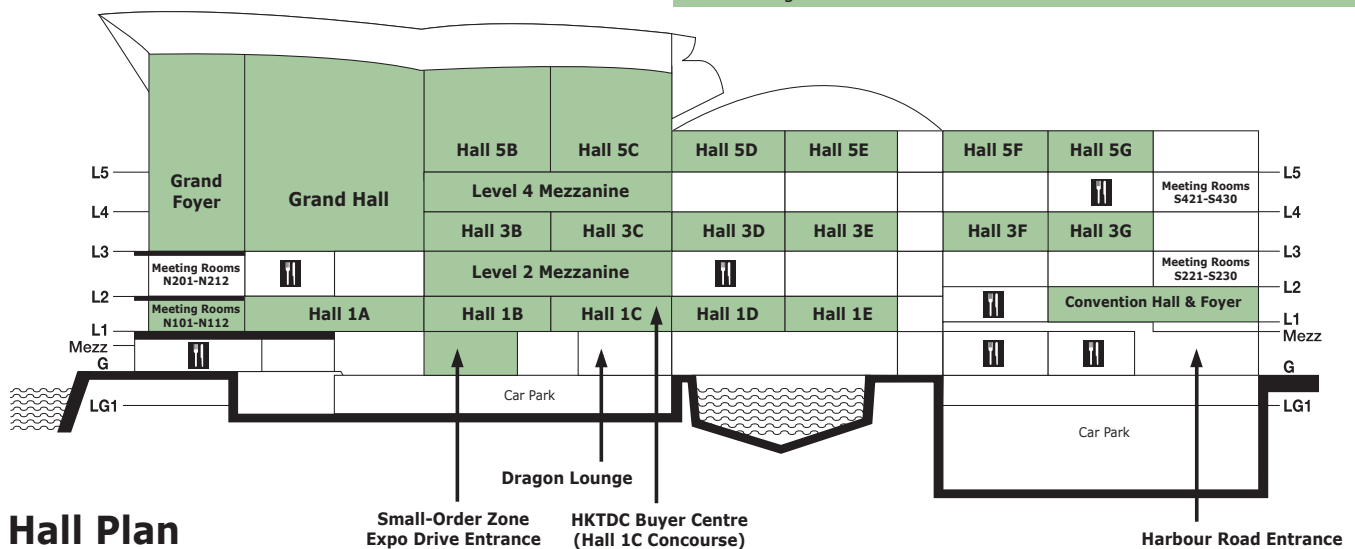 Hall 5B
Hall 5C
Hall 5D
Hall 5E
Hall 5F
Hall 5G
L5
Grand
Foyer
Grand Hall
Level 4 Mezzanine
Meeting Rooms
S421-S430
L5
L4
Hall 3B
Hall 3C
Hall 3D
Hall 3E
Hall 3F
Hall 3G
L4
L3
Meeting Rooms
N201-N212
Level 2 Mezzanine
Meeting Rooms
S221-S230
L3
L2
Meeting Rooms
N101-N112
Hall 1A
Hall 1B
Hall 1C
Hall 1D
Hall 1E
Convention Hall & Foyer
L2
L1
L1
Mezz
Mezz
G
G
LG1
Car Park
LG1
Car Park
Dragon Lounge
Hall Plan
Small-Order Zone
Expo Drive Entrance
HKTDC Buyer Centre
(Hall 1C Concourse)
Harbour Road Entrance